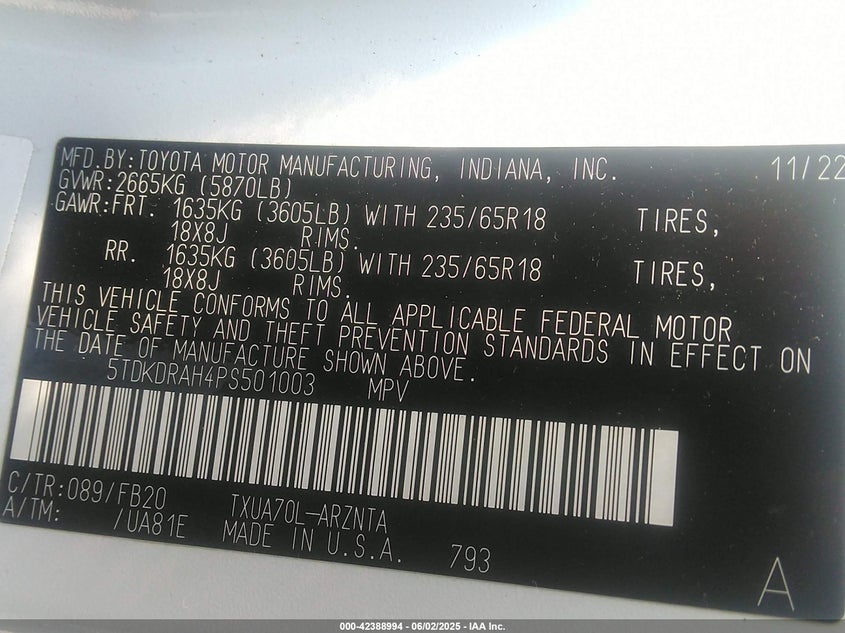 MFD.BY:TOYOTA MOTOR MANUFACTURING, INDIANA, INC. 11/22
GVWR:2665KG (5870LB)
GAWR:FRT. 1635KG (3605LB) WITH 235/65R18 TIRES,
18X8J RIMS.
RR. 1635KG (3605LB) WITH 235/65R18 TIRES,
18X8J RIMS.
THIS VEHICLE CONFORMS TO ALL APPLICABLE FEDERAL MOTOR
VEHICLE SAFETY AND THEFT PREVENTION STANDARDS IN EFFECT ON
THE DATE OF MANUFACTURE SHOWN ABOVE.
5TDKDRAH4PS501003 MPV
C/TR:089/FB20 TXUA70L-ARZNTA
A/TM: /UA81E MADE IN U.S.A. 793
A
000-42388994 - 06/02/2025 - IAA Inc.